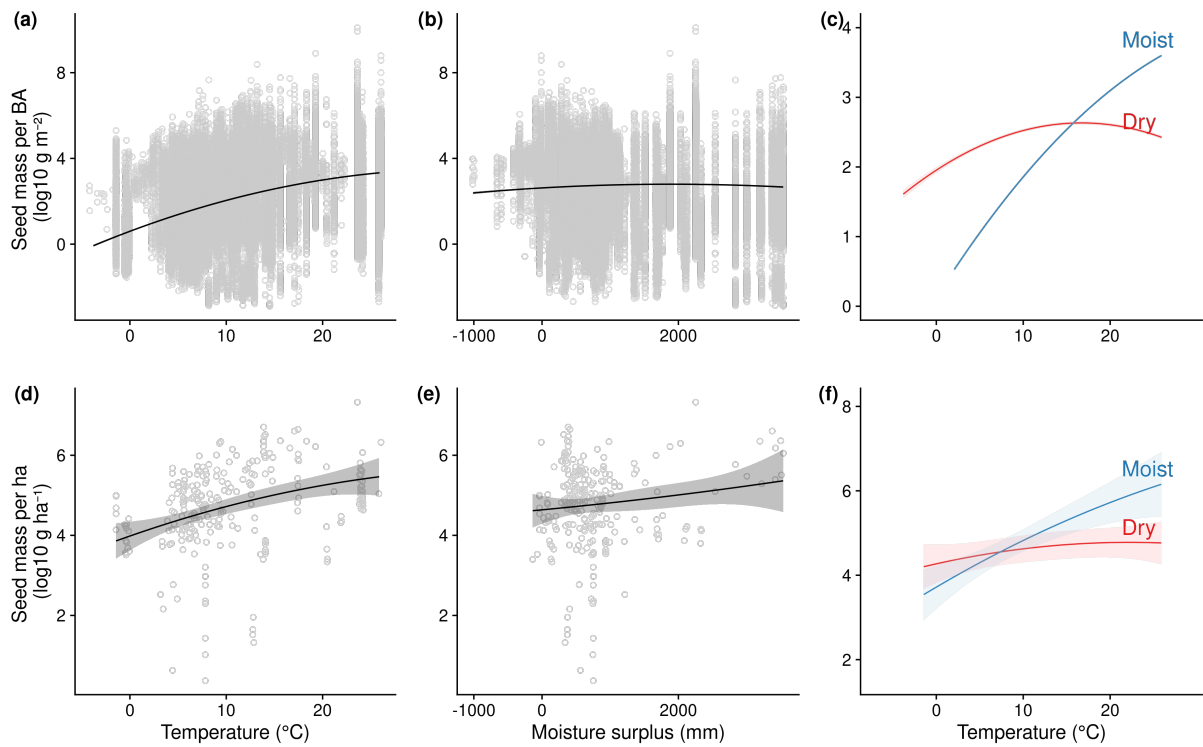 (a)
(b)
(c)
Seed mass per BA
(log10 g m⁻²)
8
4
0
0
10
20
8
4
0
-1000
0
2000
4
3
2
1
0
Moist
Dry
0
10
20
(d)
(e)
(f)
Seed mass per ha
(log10 g ha⁻¹)
6
4
2
0
10
20
Temperature (°C)
6
4
2
-1000
0
2000
Moisture surplus (mm)
8
6
4
2
Moist
Dry
0
10
20
Temperature (°C)